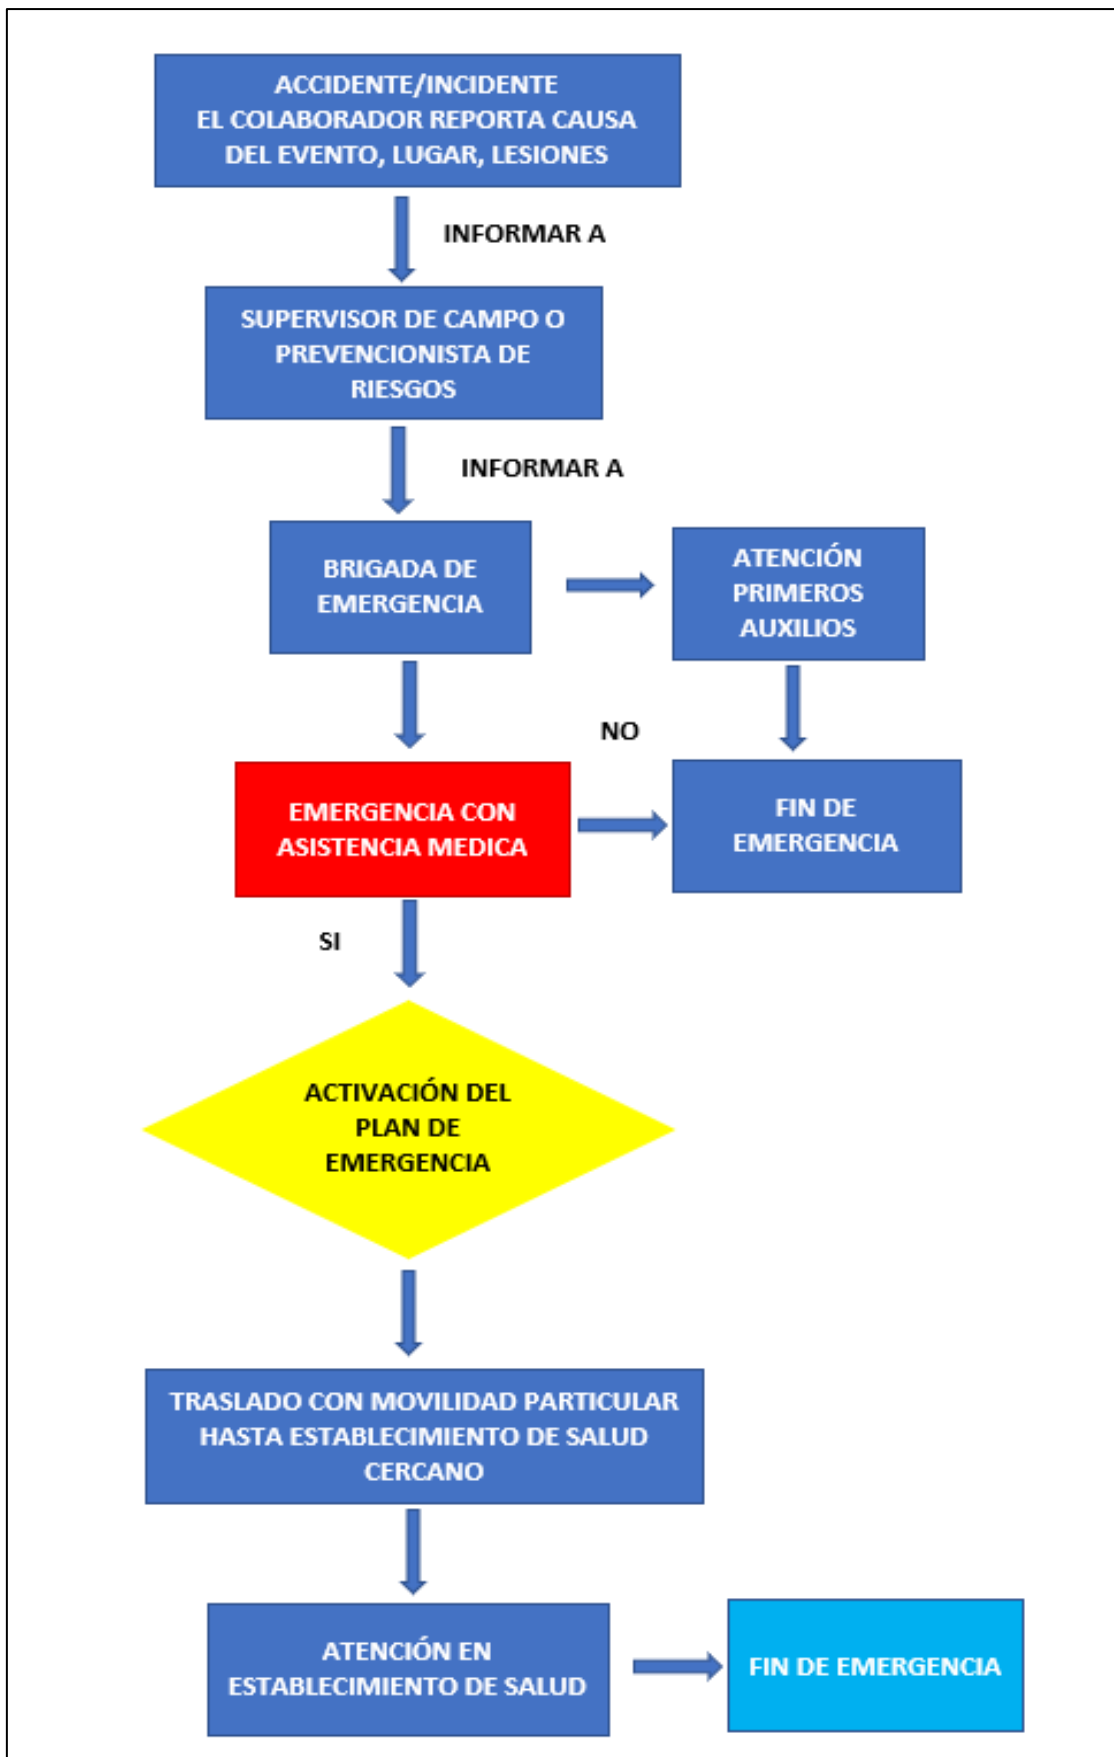 ACCIDENTE/INCIDENTE
EL COLABORADOR REPORTA CAUSA
DEL EVENTO, LUGAR, LESIONES
INFORMAR A
SUPERVISOR DE CAMPO O
PREVENCIONISTA DE
RIESGOS
INFORMAR A
BRIGADA DE
EMERGENCIA
ATENCIÓN
PRIMEROS
AUXILIOS
NO
EMERGENCIA CON
ASISTENCIA MEDICA
FIN DE
EMERGENCIA
SI
ACTIVACIÓN DEL
PLAN DE
EMERGENCIA
TRASLADO CON MOVILIDAD PARTICULAR
HASTA ESTABLECIMIENTO DE SALUD
CERCANO
ATENCIÓN EN
ESTABLECIMIENTO DE SALUD
FIN DE EMERGENCIA